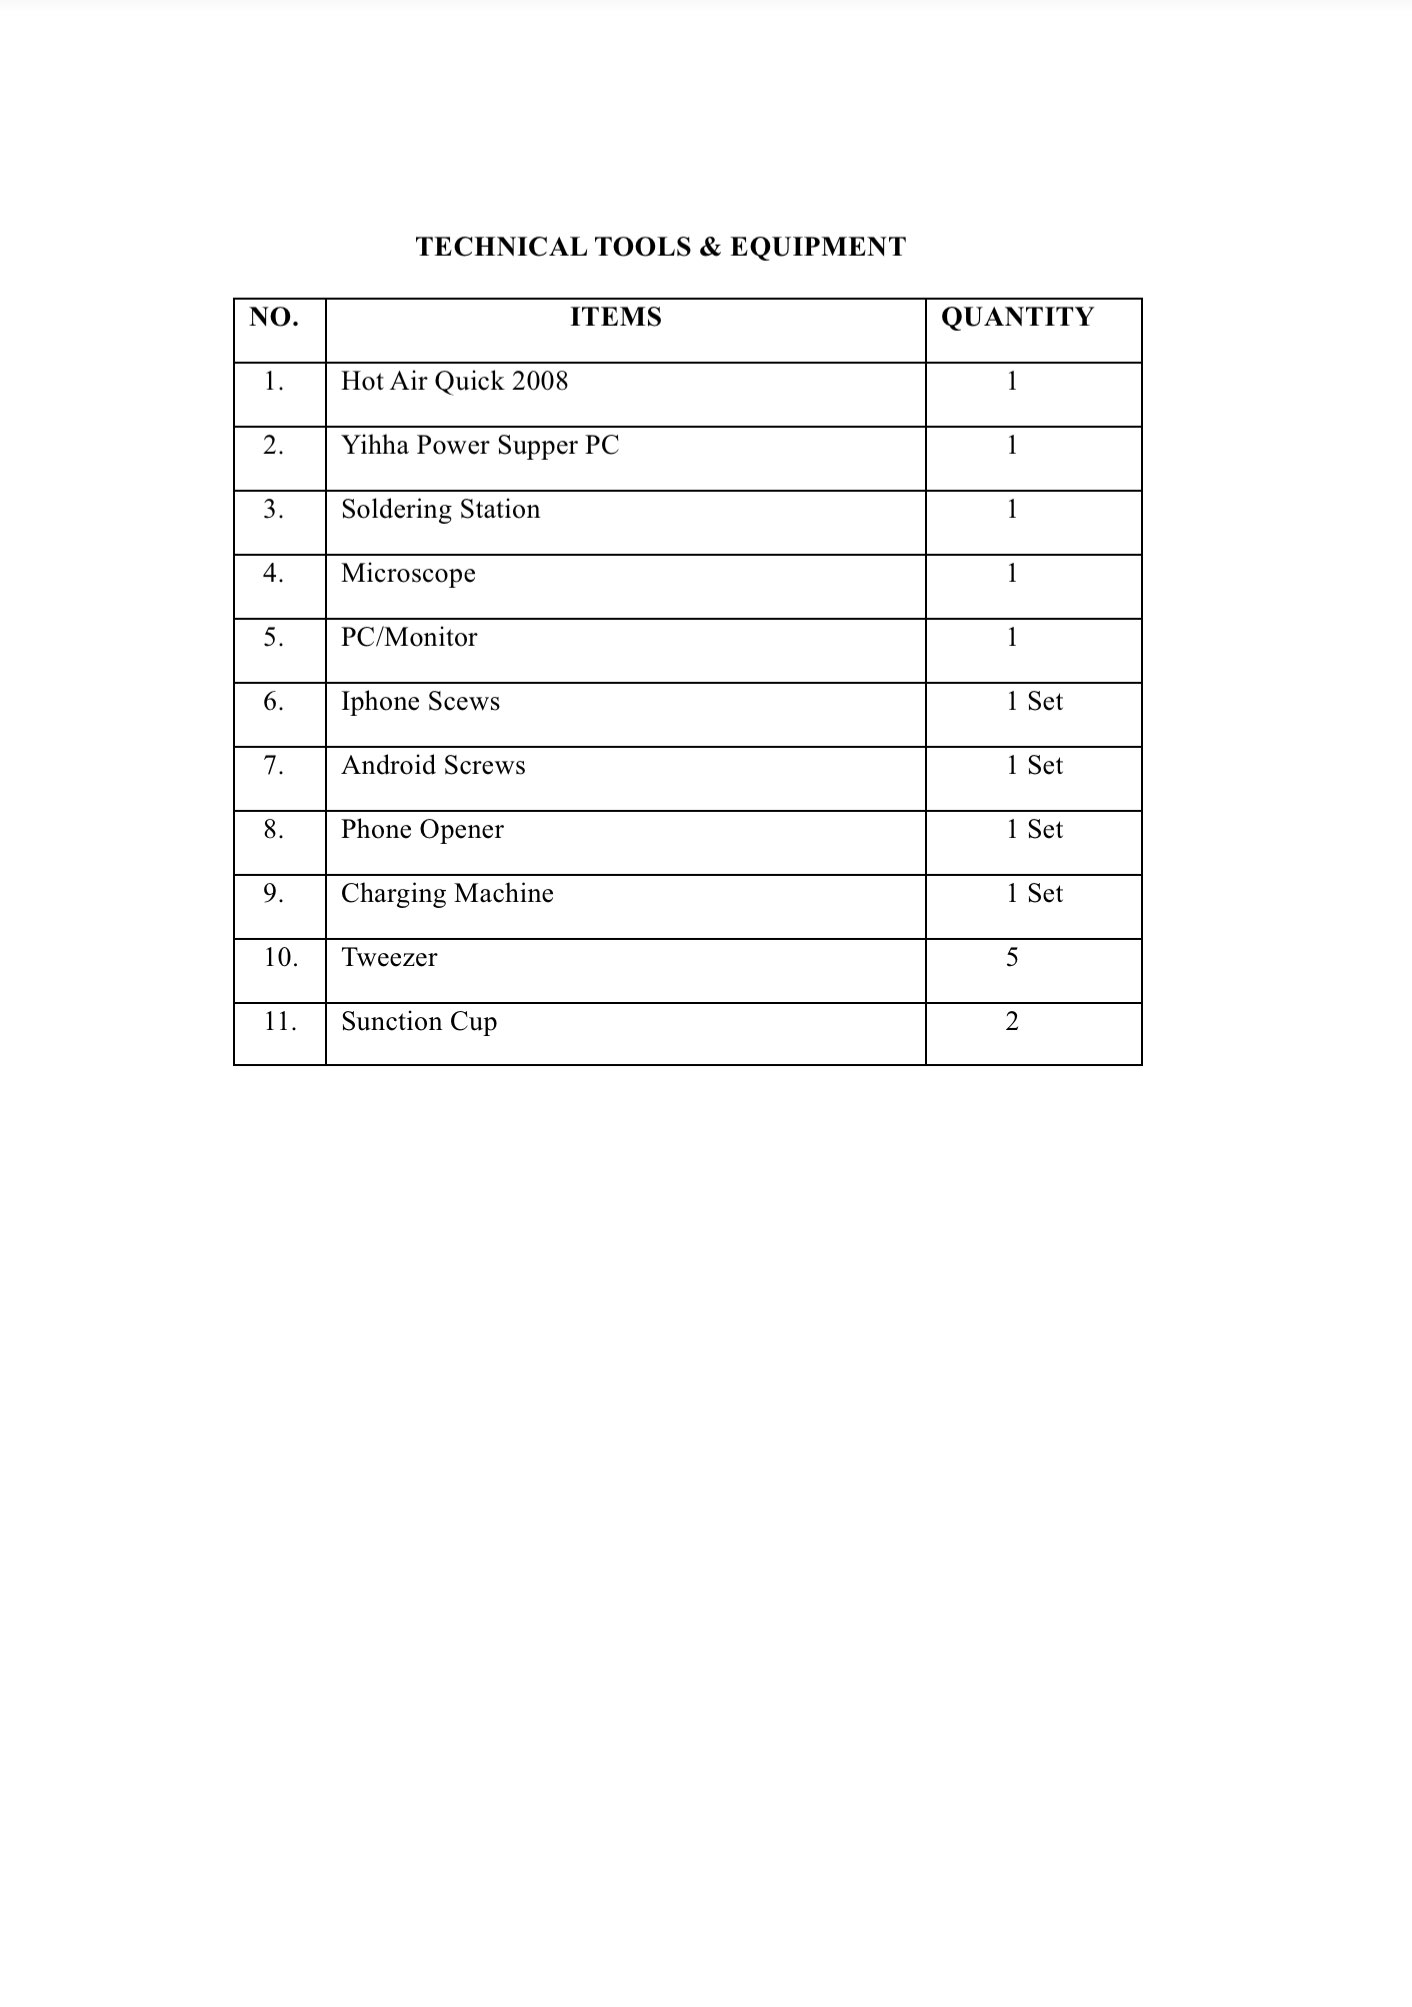 TECHNICAL TOOLS & EQUIPMENT
NO. ITEMS QUANTITY
1. Hot Air Quick 2008 1
2. Yihha Power Supper PC 1
3. Soldering Station 1
4. Microscope 1
5. PC/Monitor 1
6. Iphone Scews 1 Set
7. Android Screws 1 Set
8. Phone Opener 1 Set
9. Charging Machine 1 Set
10. Tweezer 5
11. Sunction Cup 2